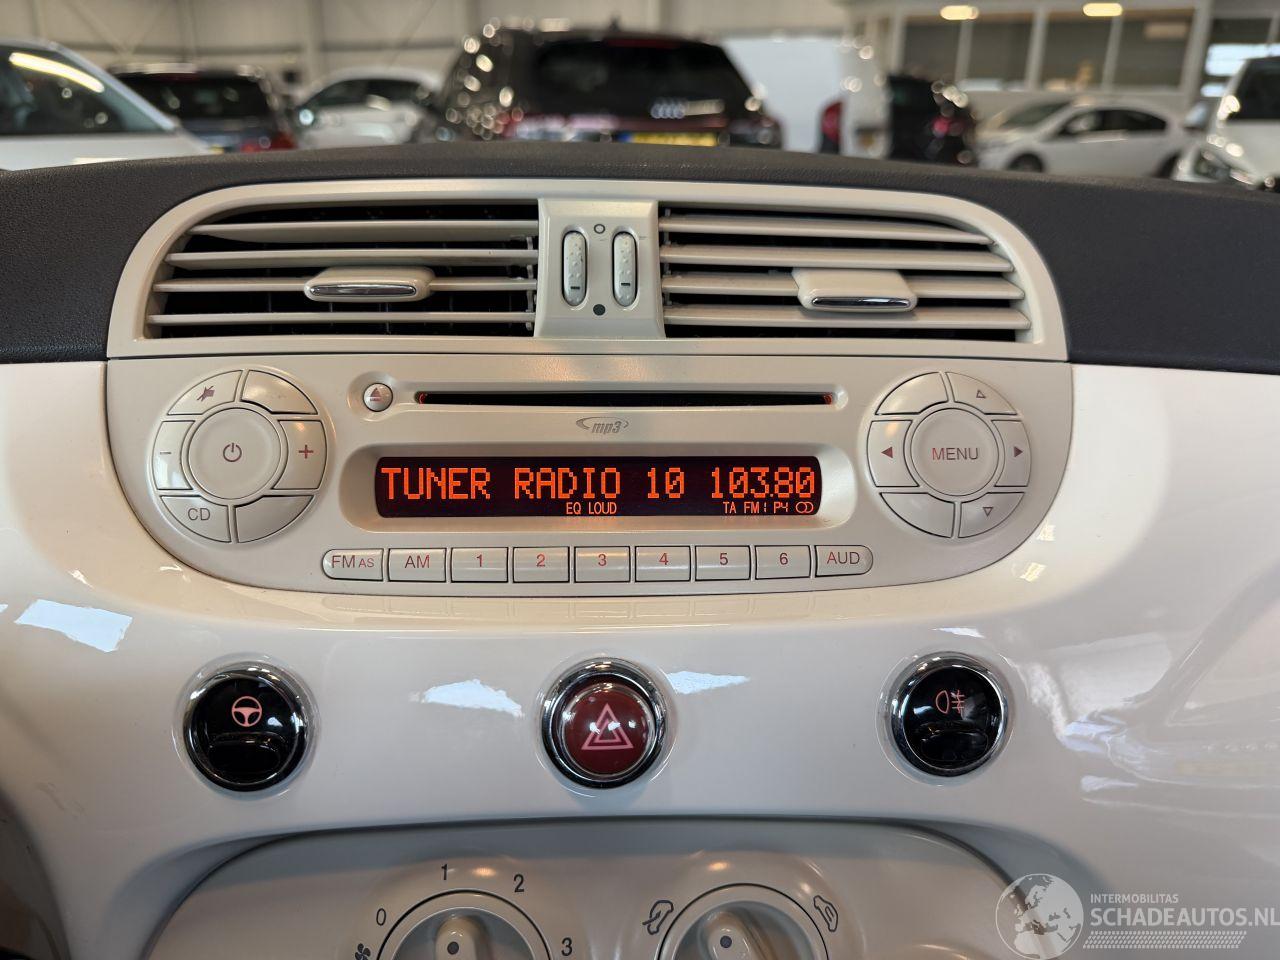 mp3
TUNER RADIO 10 103.80
EQ LOUD TA FM1 P4
CD
MENU
FM AS AM 1 2 3 4 5 6 AUD
0 1 2 3
INTERMOBILITAS
SCHADEAUTOS.NL